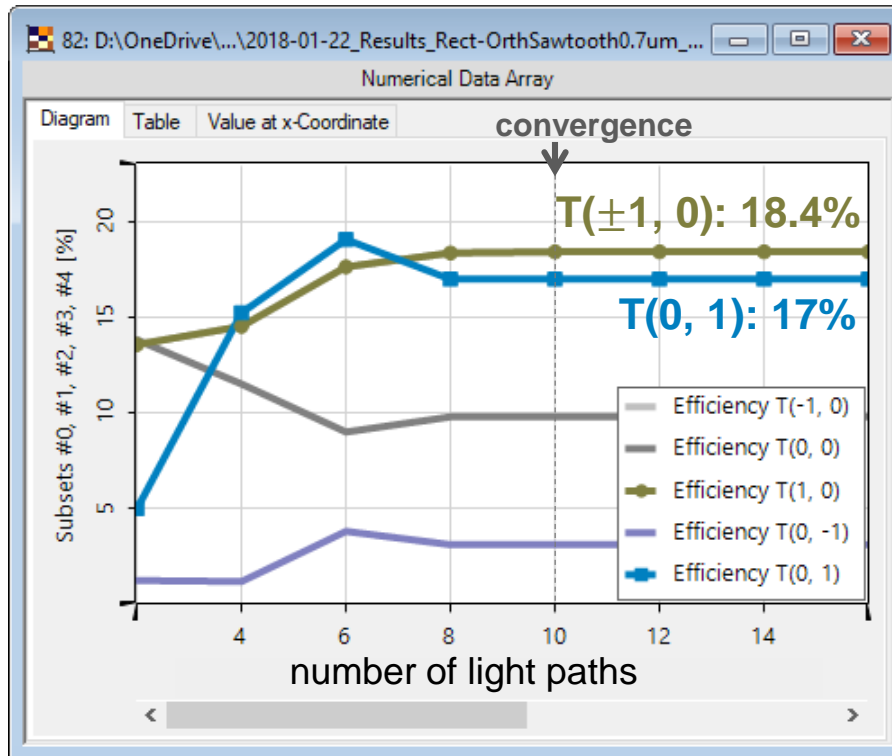 82: D:\OneDrive\...\2018-01-22_Results_Rect-OrthSawtooth0.7um_...
Numerical Data Array
Diagram Table Value at x-Coordinate
convergence
T(±1, 0): 18.4%
T(0, 1): 17%
Subsets #0, #1, #2, #3, #4 [%]
20
15
10
5
Efficiency T(-1, 0)
Efficiency T(0, 0)
Efficiency T(1, 0)
Efficiency T(0, -1)
Efficiency T(0, 1)
4 6 8 10 12 14
number of light paths